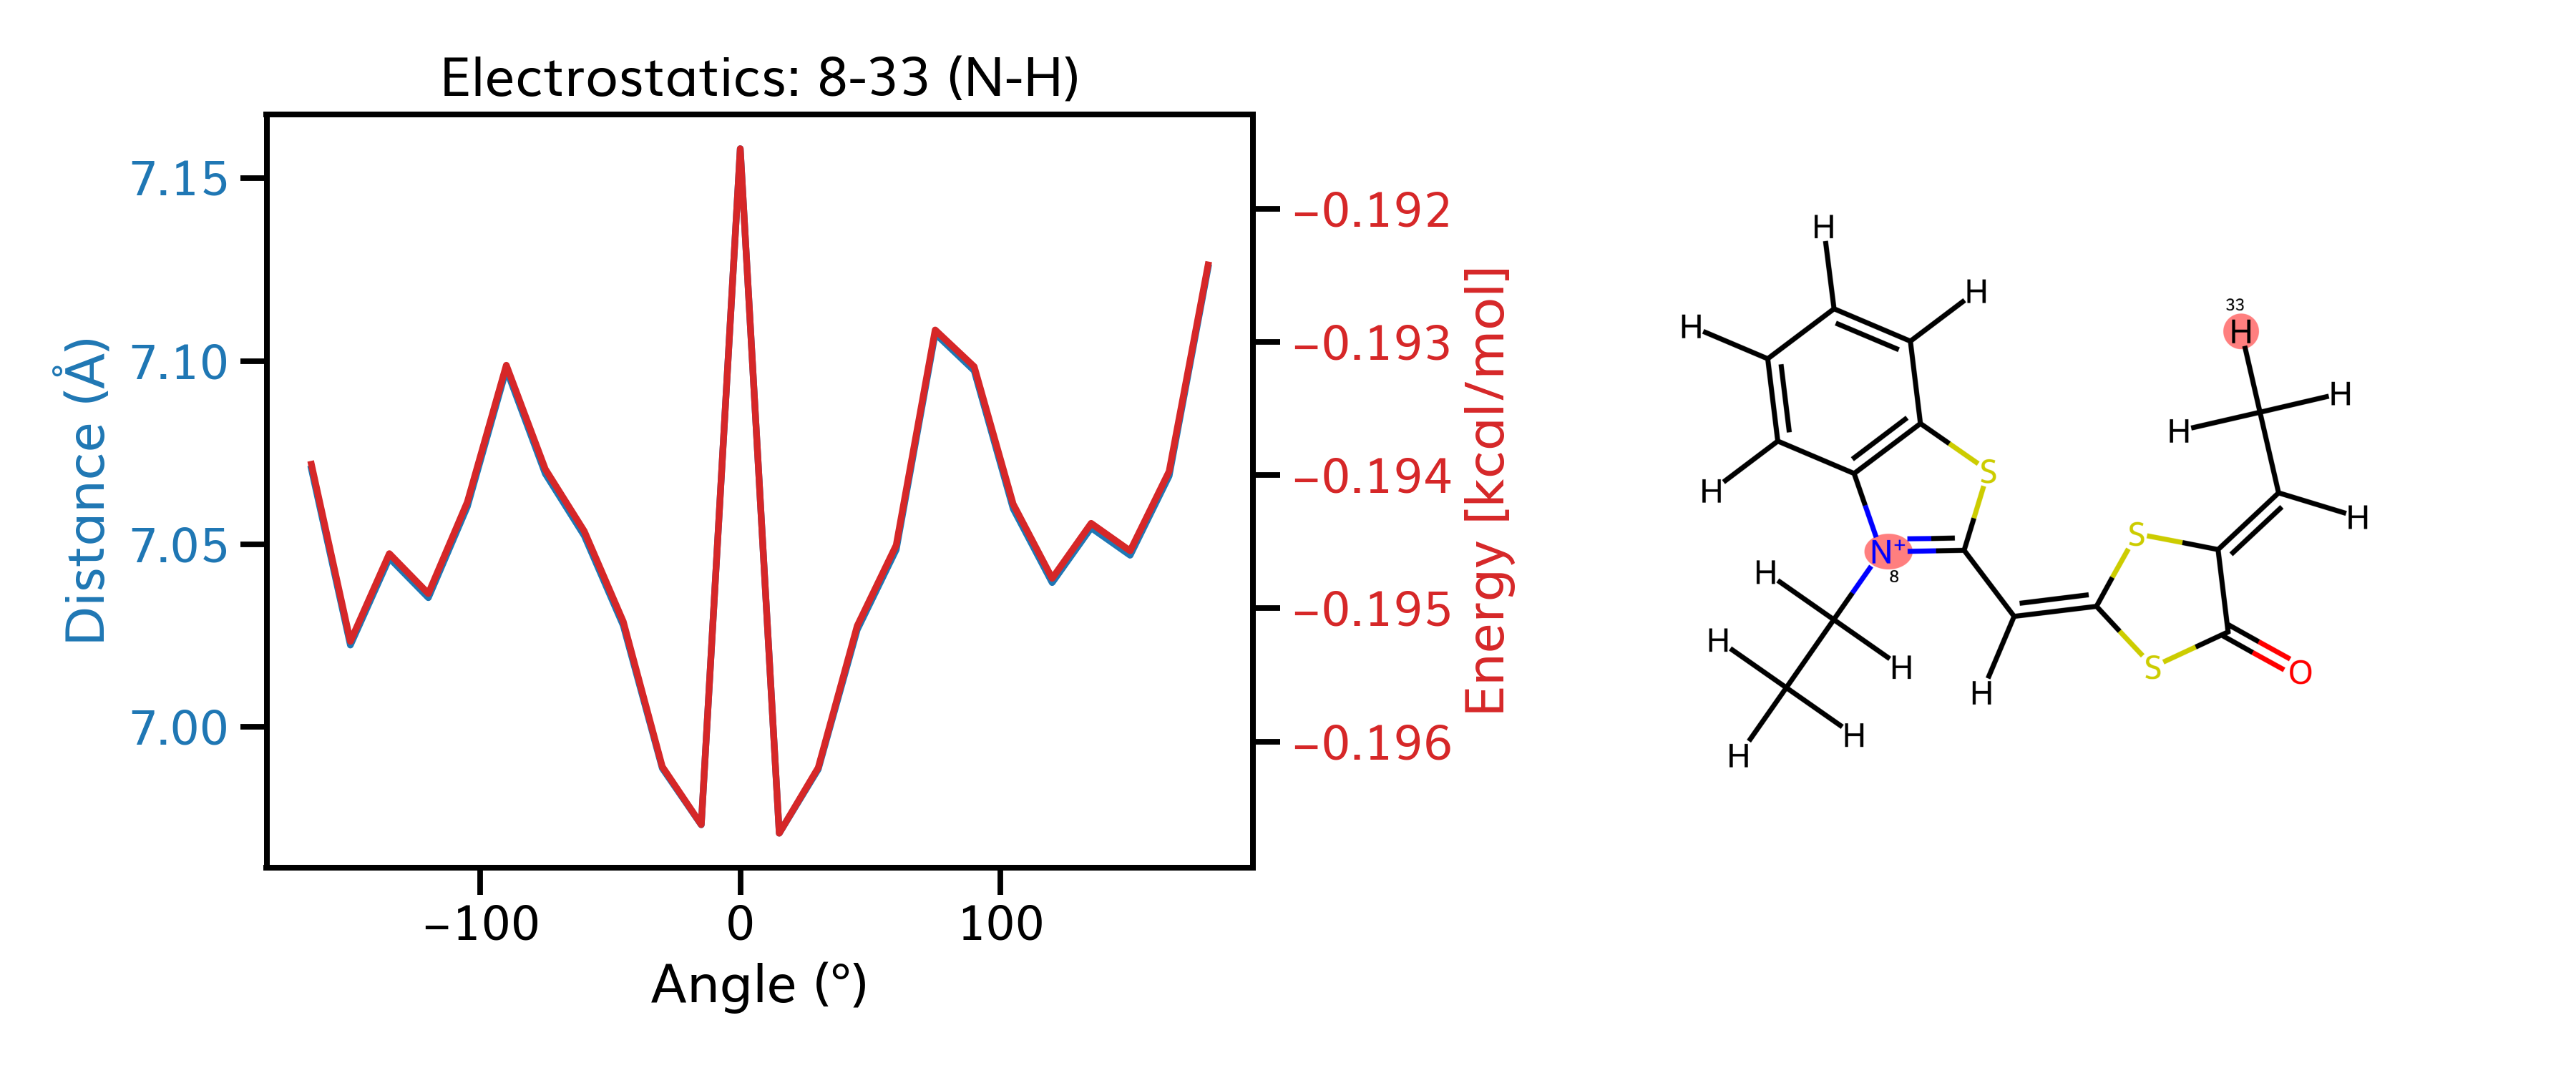 Electrostatics: 8-33 (N-H)
Distance (Å)
7.15
7.10
7.05
7.00
−100
0
100
Angle (°)
−0.192
−0.193
−0.194
−0.195
−0.196
Energy [kcal/mol]
H
H
33
H
H
H
H
H
S
H
H
S
N+
8
H
H
S
O
H
H
H
H